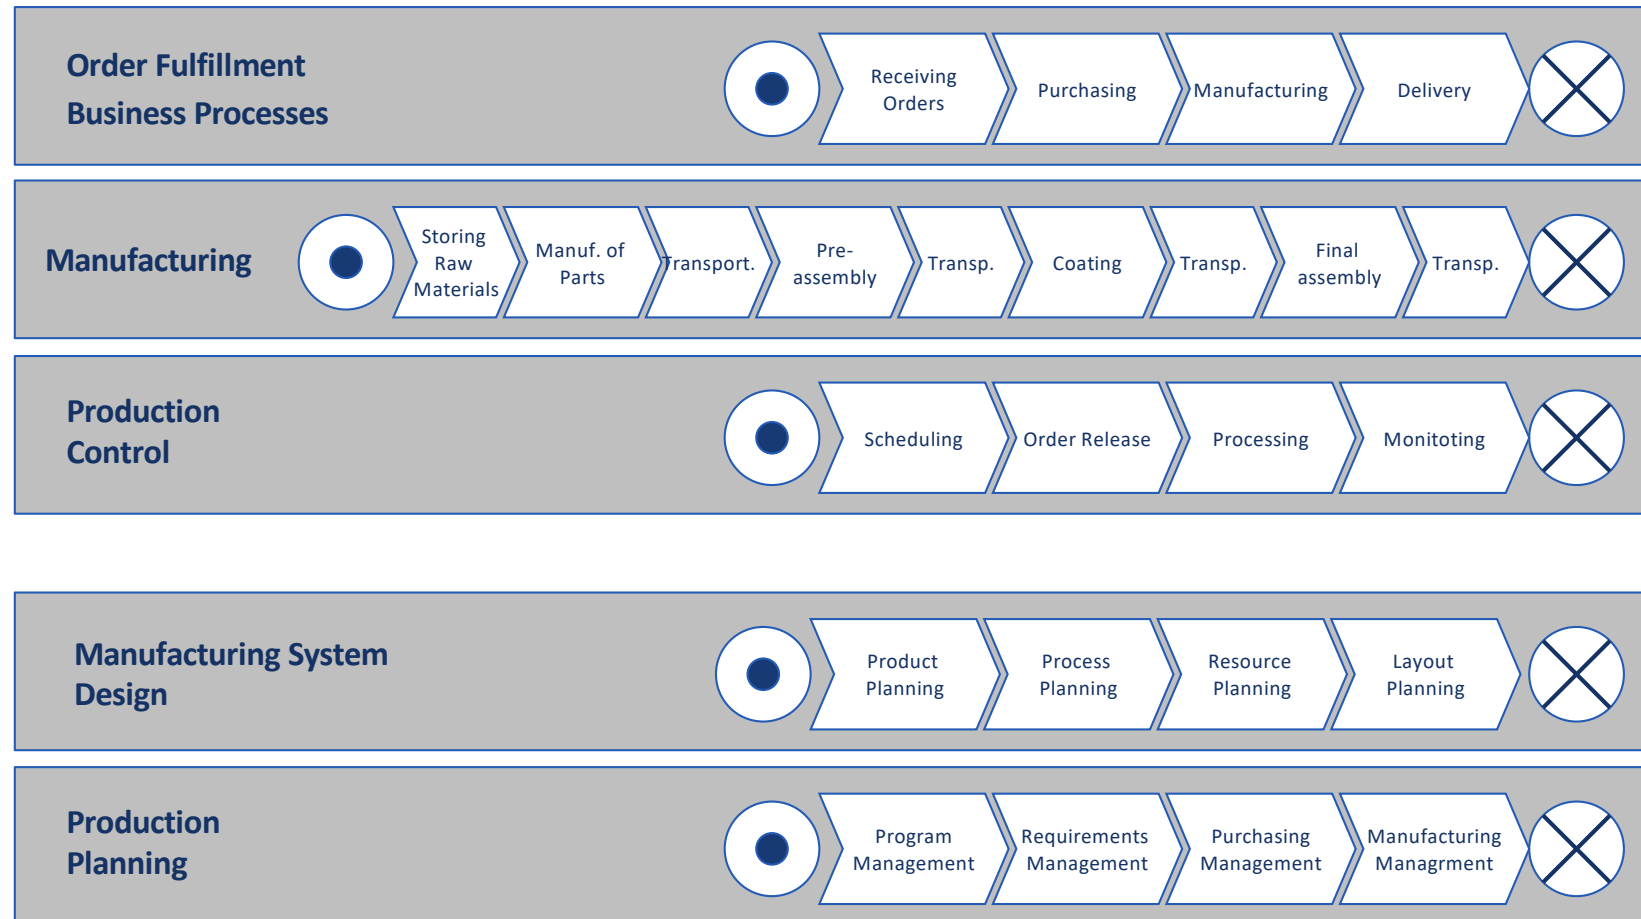 Order Fulfillment
Business Processes
Receiving
Orders
Purchasing
Manufacturing
Delivery
Manufacturing
Storing
Raw
Materials
Manuf. of
Parts
Transport.
Pre-
assembly
Transp.
Coating
Transp.
Final
assembly
Transp.
Production
Control
Scheduling
Order Release
Processing
Monitoting
Manufacturing System
Design
Product
Planning
Process
Planning
Resource
Planning
Layout
Planning
Production
Planning
Program
Management
Requirements
Management
Purchasing
Management
Manufacturing
Managrment